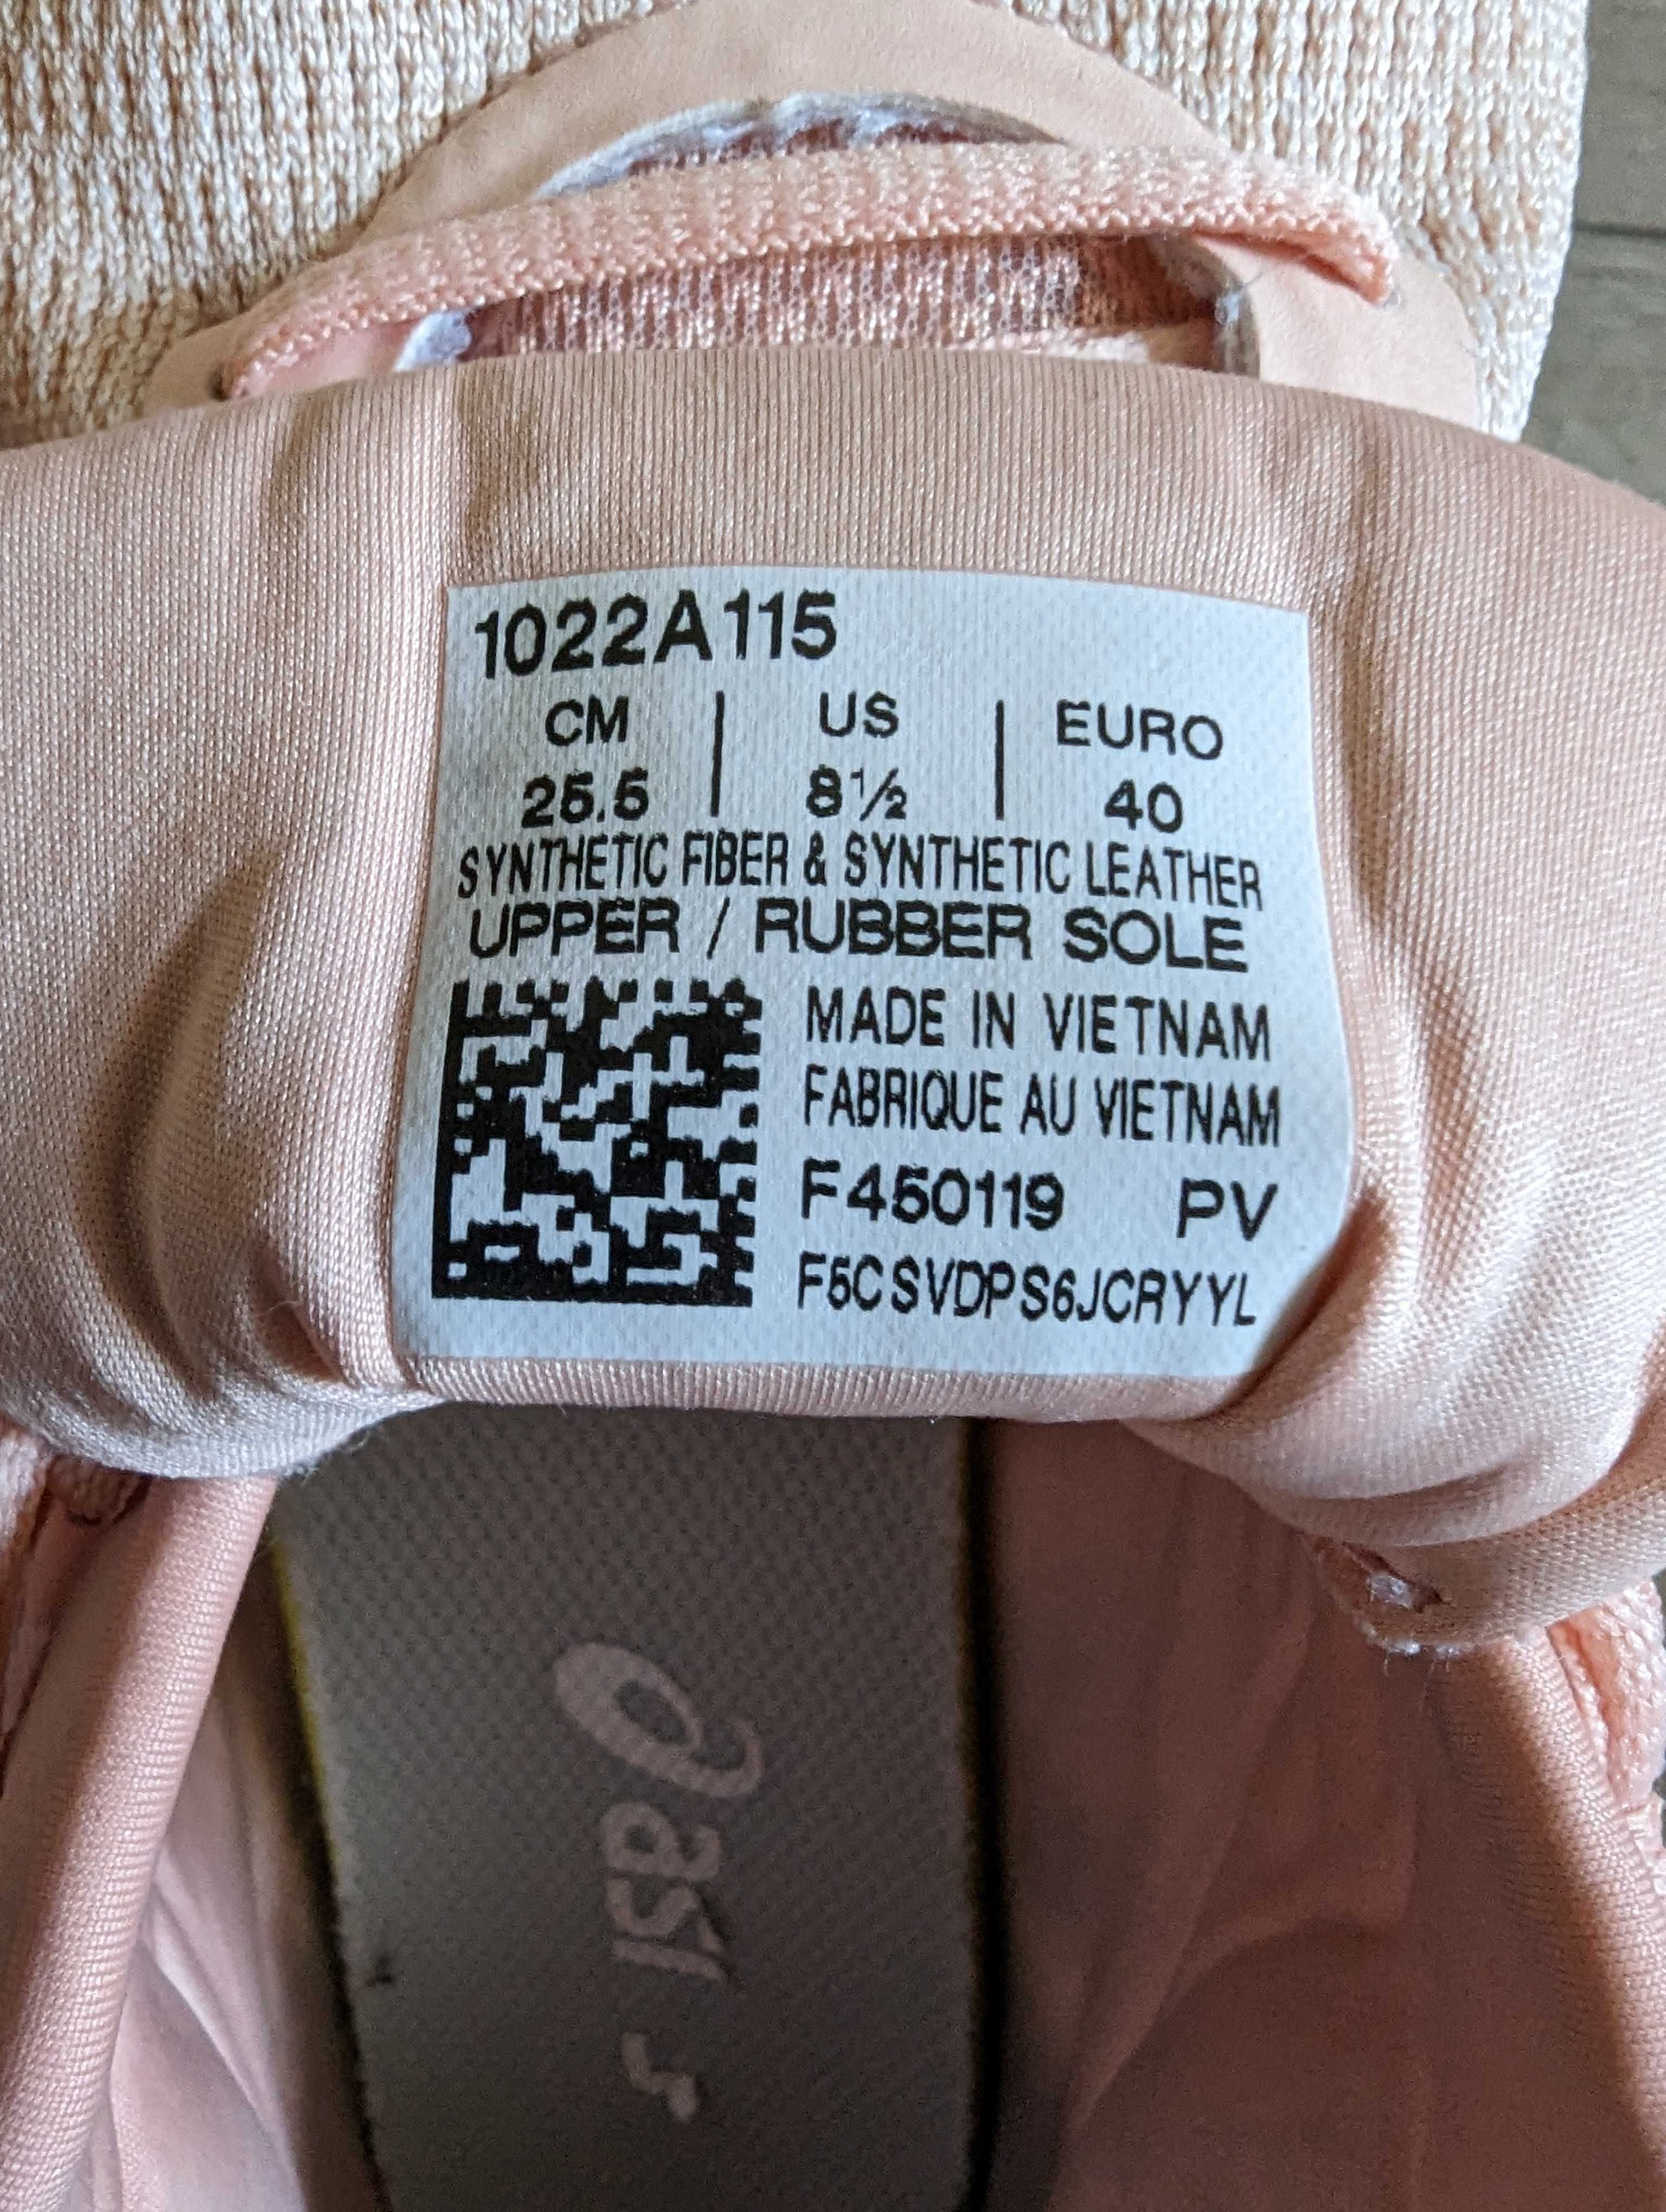 1022A115
CM | US | EURO
25.5 | 8½ | 40
SYNTHETIC FIBER & SYNTHETIC LEATHER
UPPER / RUBBER SOLE
MADE IN VIETNAM
FABRIQUE AU VIETNAM
F450119 PV
F5CSVDPS6JCRYYL
asics